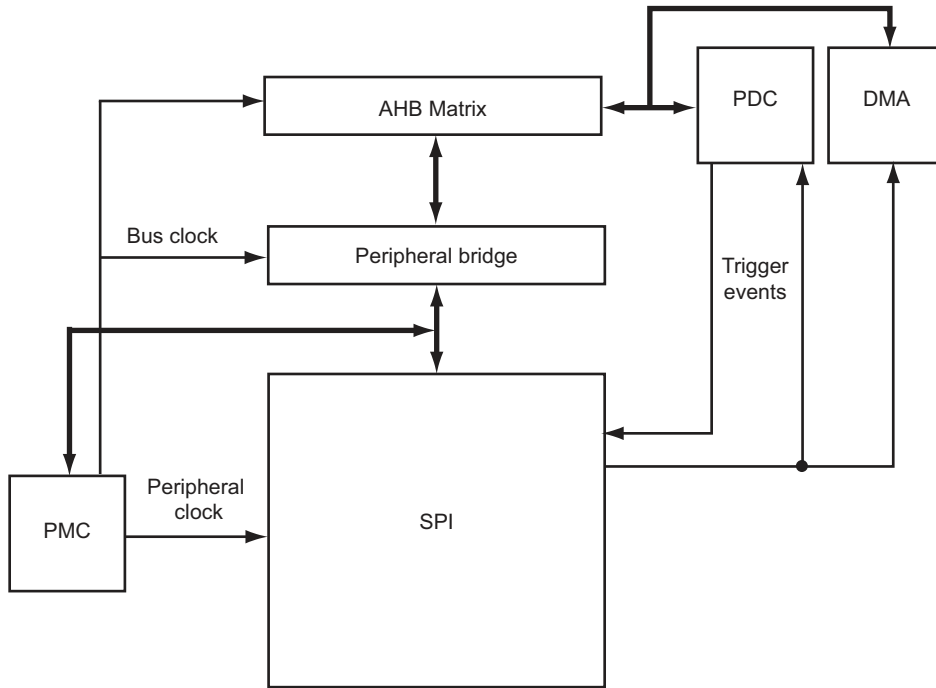 AHB Matrix
PDC
DMA
Bus clock
Peripheral bridge
Trigger
events
Peripheral
clock
PMC
SPI